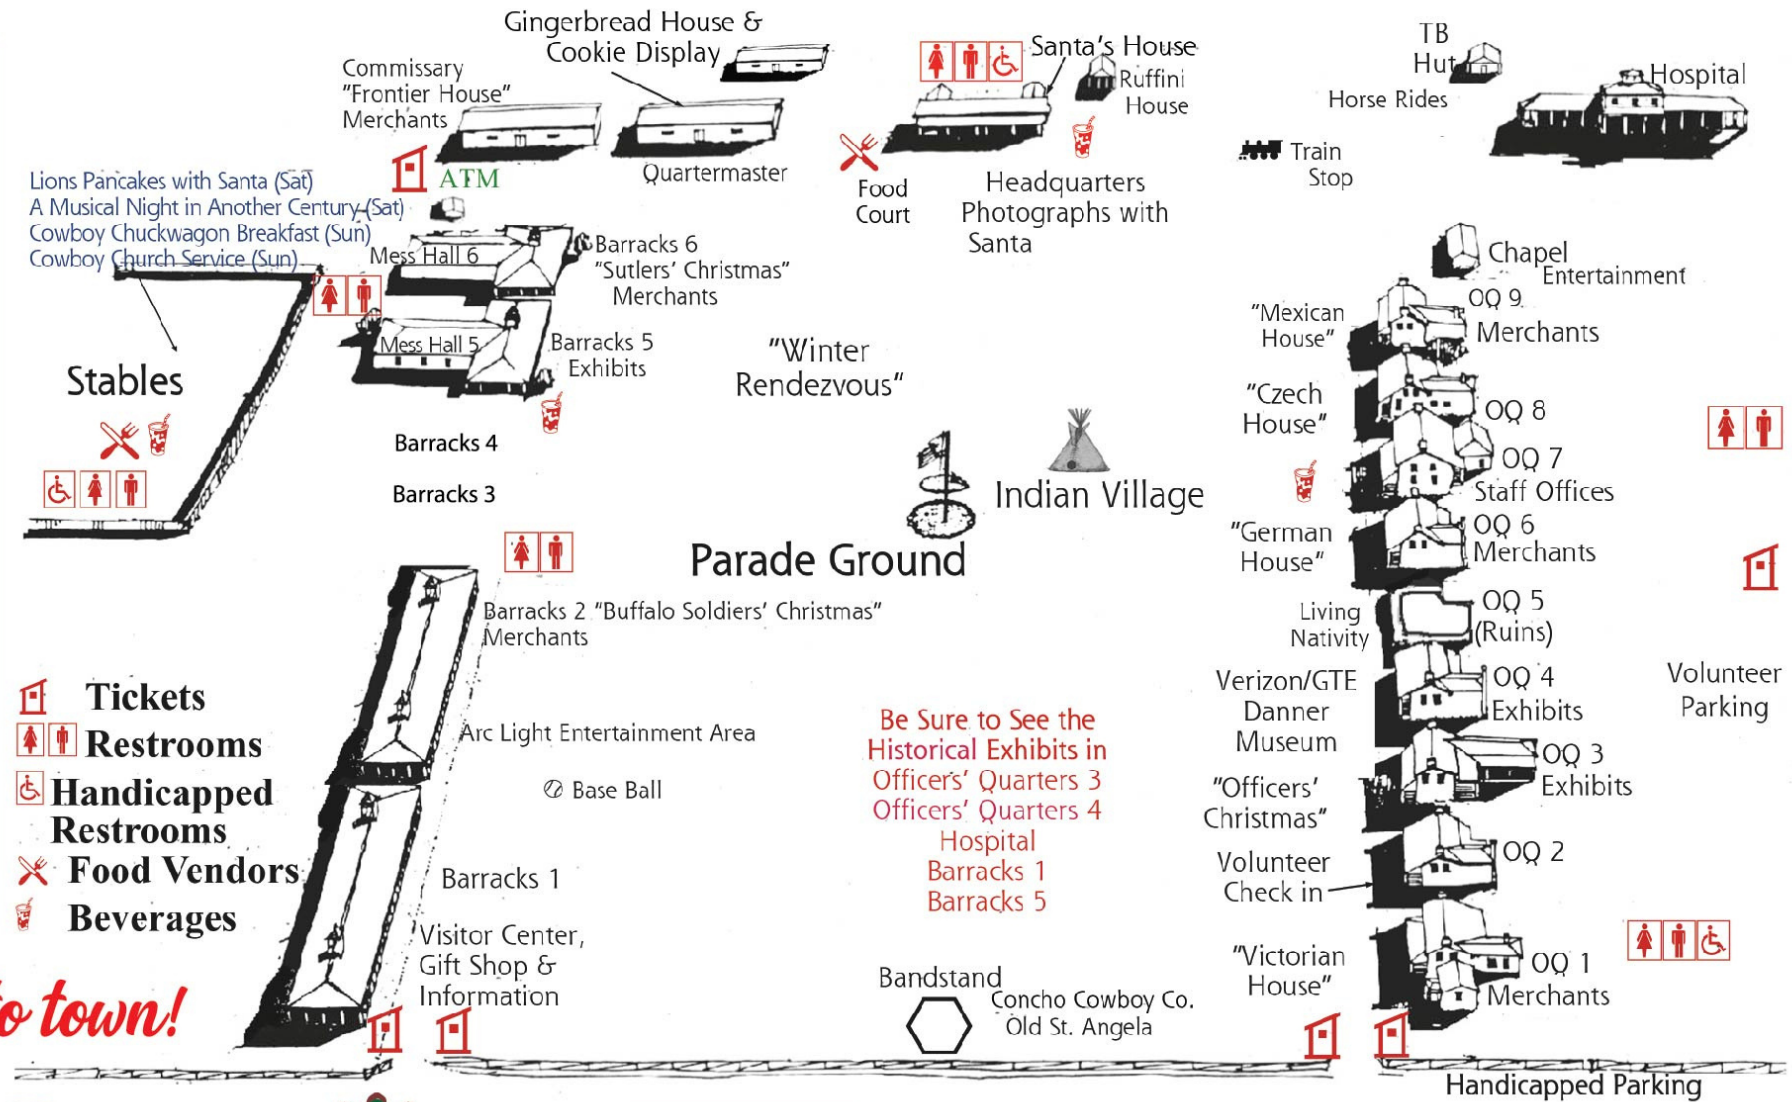 Gingerbread House &
Cookie Display
Commissary
"Frontier House"
Merchants
ATM
Quartermaster
Santa's House
Ruffini
House
Food
Court
Headquarters
Photographs with
Santa
TB
Hut
Hospital
Horse Rides
Train
Stop
Lions Pancakes with Santa (Sat)
A Musical Night in Another Century (Sat)
Cowboy Chuckwagon Breakfast (Sun)
Cowboy Church Service (Sun)
Stables
Mess Hall 6
Barracks 6
"Sutlers' Christmas"
Merchants
Mess Hall 5
Barracks 5
Exhibits
Barracks 4
Barracks 3
"Winter
Rendezvous"
Indian Village
Parade Ground
Chapel
Entertainment
"Mexican
House"
OQ 9
Merchants
"Czech
House"
OQ 8
OQ 7
Staff Offices
"German
House"
OQ 6
Merchants
Living
Nativity
OQ 5
(Ruins)
Verizon/GTE
Danner
Museum
OQ 4
Exhibits
Volunteer
Parking
"Officers'
Christmas"
OQ 3
Exhibits
Volunteer
Check in
OQ 2
"Victorian
House"
OQ 1
Merchants
Barracks 2 "Buffalo Soldiers' Christmas"
Merchants
Arc Light Entertainment Area
Base Ball
Barracks 1
Visitor Center,
Gift Shop &
Information
Be Sure to See the
Historical Exhibits in
Officers' Quarters 3
Officers' Quarters 4
Hospital
Barracks 1
Barracks 5
Bandstand
Concho Cowboy Co.
Old St. Angela
Tickets
Restrooms
Handicapped
Restrooms
Food Vendors
Beverages
o town!
Handicapped Parking